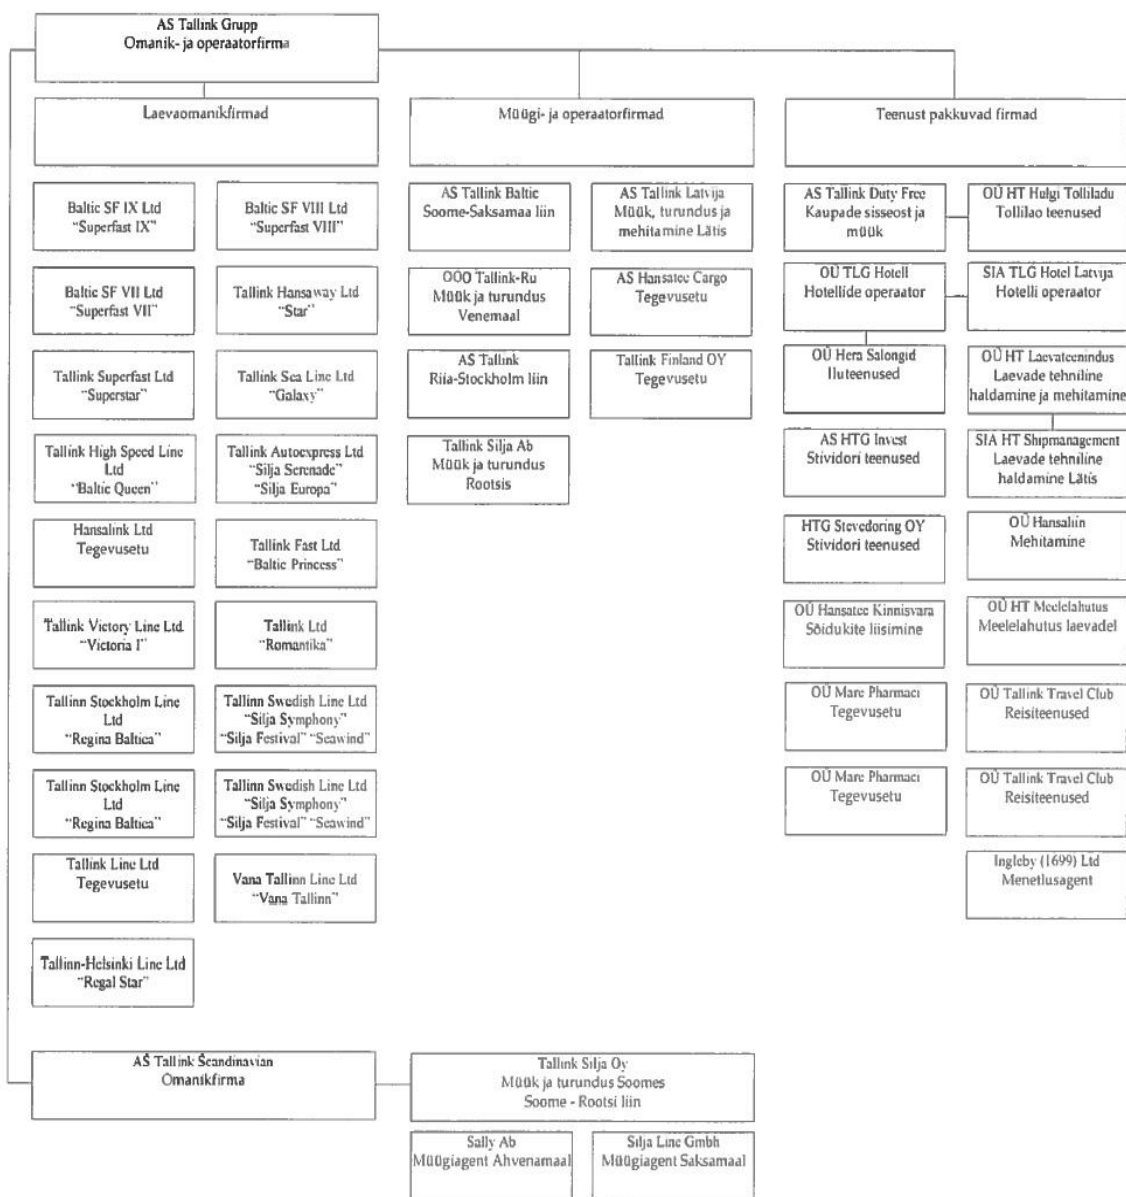 AS Tallink Grupp
Omanik- ja operaatorfirma
Laevaomanikfirmad
Müügi- ja operaatorfirmad
Teenust pakkuvad firmad
Baltic SF IX Ltd
"Superfast IX"
Baltic SF VIII Ltd
"Superfast VIII"
AS Tallink Baltic
Soome-Saksamaa liin
AS Tallink Latvija
Müük, turundus ja
mehitamine Lätis
AS Tallink Duty Free
Kaupade sisseost ja
müük
OÜ HT Hulgi Tolliladu
Tollilao teenused
Baltic SF VII Ltd
"Superfast VII"
Tallink Hansaway Ltd
"Star"
OOO Tallink-Ru
Müük ja turundus
Venemaal
AS Hansatee Cargo
Tegevusetu
OÜ TLG Hotell
Hotellide operaator
SIA TLG Hotel Latvija
Hotelli operaator
Tallink Superfast Ltd
"Superstar"
Tallink Sea Line Ltd
"Galaxy"
AS Tallink
Riia-Stockholm liin
Tallink Finland OY
Tegevusetu
OÜ Hera Salongid
Iluteenused
OÜ HT Laevateenindus
Laevade tehniline
haldamine ja mehitamine
Tallink High Speed Line
Ltd
"Baltic Queen"
Tallink Autoexpress Ltd
"Silja Serenade"
"Silja Europa"
Tallink Silja Ab
Müük ja turundus
Rootsis
AS HTG Invest
Stividori teenused
SIA HT Shipmanagement
Laevade tehniline
haldamine Lätis
Hansalink Ltd
Tegevusetu
Tallink Fast Ltd
"Baltic Princess"
HTG Stevedoring OY
Stividori teenused
OÜ Hansaliin
Mehitamine
Tallink Victory Line Ltd.
"Victoria I"
Tallink Ltd
"Romantika"
OÜ Hansatee Kinnisvara
Sõidukite liisimine
OÜ HT Meelelahutus
Meelelahutus laevadel
Tallinn Stockholm Line
Ltd
"Regina Baltica"
Tallinn Swedish Line Ltd
"Silja Symphony"
"Silja Festival" "Seawind"
OÜ Mare Pharmaci
Tegevusetu
OÜ Tallink Travel Club
Reisiteenused
Tallinn Stockholm Line
Ltd
"Regina Baltica"
Tallinn Swedish Line Ltd
"Silja Symphony"
"Silja Festival" "Seawind"
OÜ Mare Pharmaci
Tegevusetu
OÜ Tallink Travel Club
Reisiteenused
Tallink Line Ltd
Tegevusetu
Vana Tallinn Line Ltd
"Vana Tallinn"
Ingleby (1699) Ltd
Menetlusagent
Tallinn-Helsinki Line Ltd
"Regal Star"
AS Tallink Scandinavian
Omanikfirma
Tallink Silja Oy
Müük ja turundus Soomes
Soome - Rootsi liin
Sally Ab
Müügiagent Ahvenamaal
Silja Line Gmbh
Müügiagent Saksamaal